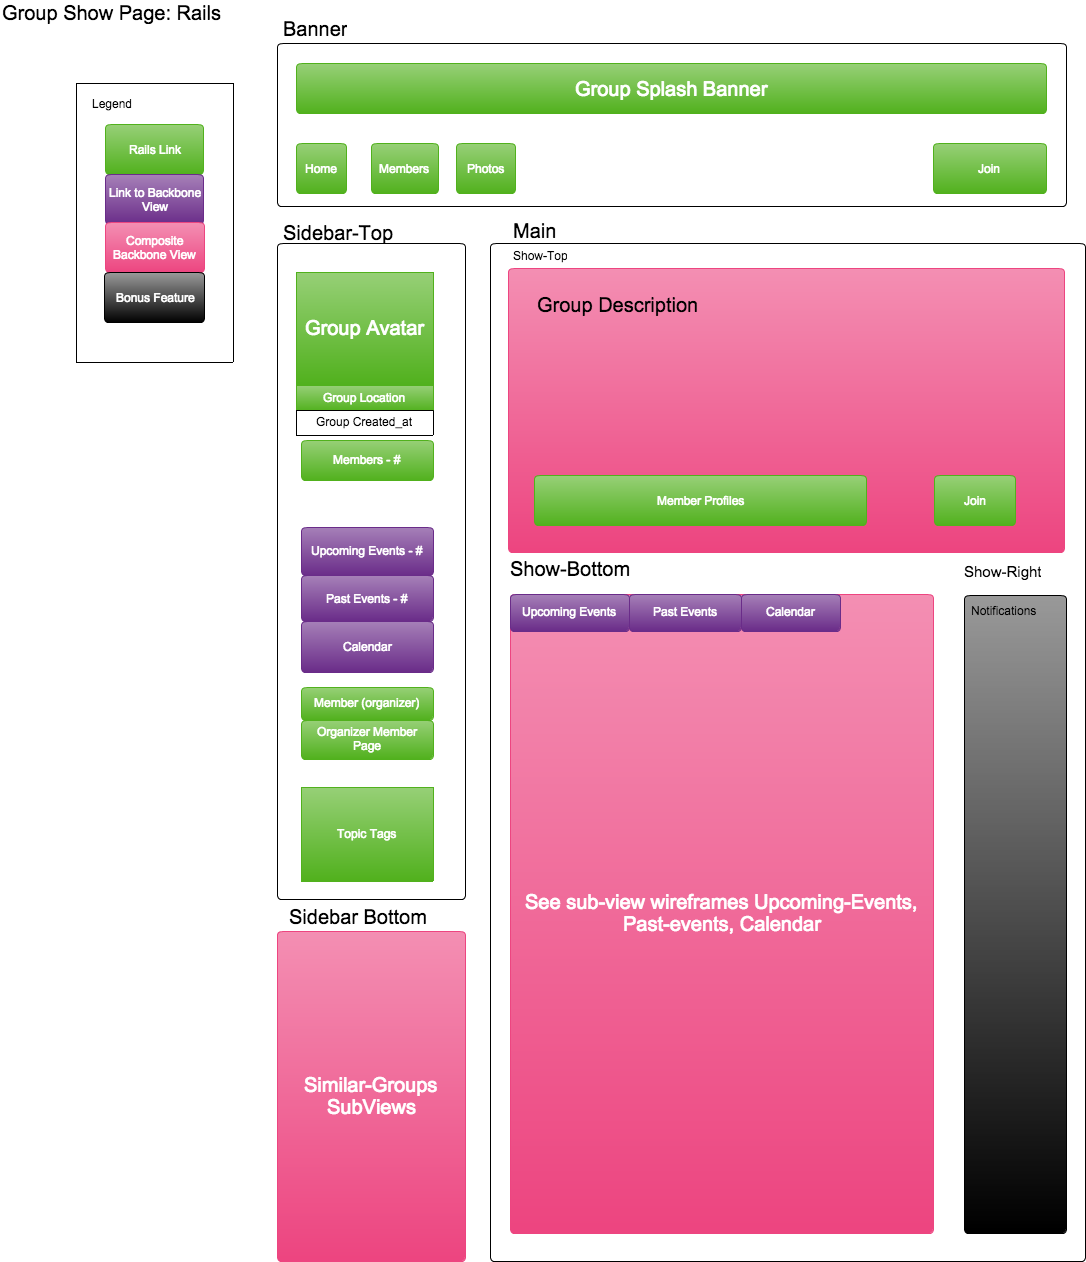 Group Show Page: Rails
Legend
Rails Link
Link to Backbone
View
Composite
Backbone View
Bonus Feature
Banner
Group Splash Banner
Home
Members
Photos
Join
Sidebar-Top
Group Avatar
Group Location
Group Created_at
Members - #
Upcoming Events - #
Past Events - #
Calendar
Member (organizer)
Organizer Member
Page
Topic Tags
Sidebar Bottom
Similar-Groups
SubViews
Main
Show-Top
Group Description
Member Profiles
Join
Show-Bottom
Upcoming Events
Past Events
Calendar
See sub-view wireframes Upcoming-Events,
Past-events, Calendar
Show-Right
Notifications